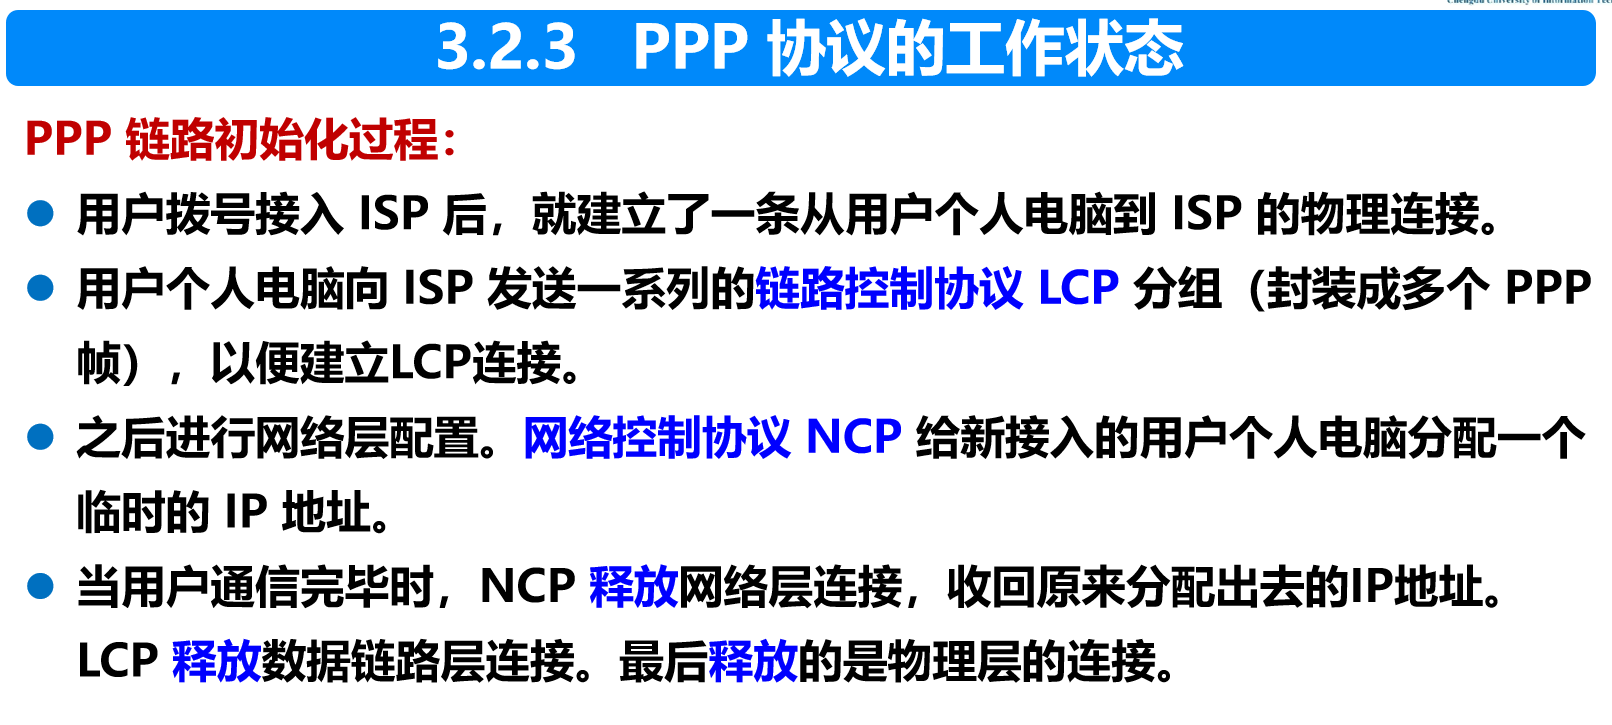 Chengdu University of Information Tec
3.2.3 PPP 协议的工作状态
PPP 链路初始化过程：
● 用户拨号接入 ISP 后，就建立了一条从用户个人电脑到 ISP 的物理连接。
● 用户个人电脑向 ISP 发送一系列的链路控制协议 LCP 分组（封装成多个 PPP
帧），以便建立LCP连接。
● 之后进行网络层配置。网络控制协议 NCP 给新接入的用户个人电脑分配一个
临时的 IP 地址。
● 当用户通信完毕时，NCP 释放网络层连接，收回原来分配出去的IP地址。
LCP 释放数据链路层连接。最后释放的是物理层的连接。